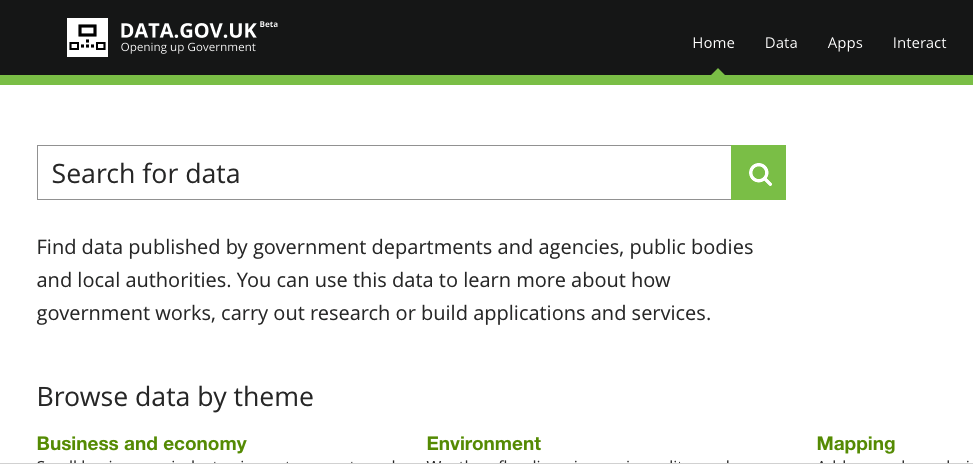 DATA.GOV.UK Beta
Opening up Government
Home Data Apps Interact
Search for data
Find data published by government departments and agencies, public bodies
and local authorities. You can use this data to learn more about how
government works, carry out research or build applications and services.
Browse data by theme
Business and economy Environment Mapping